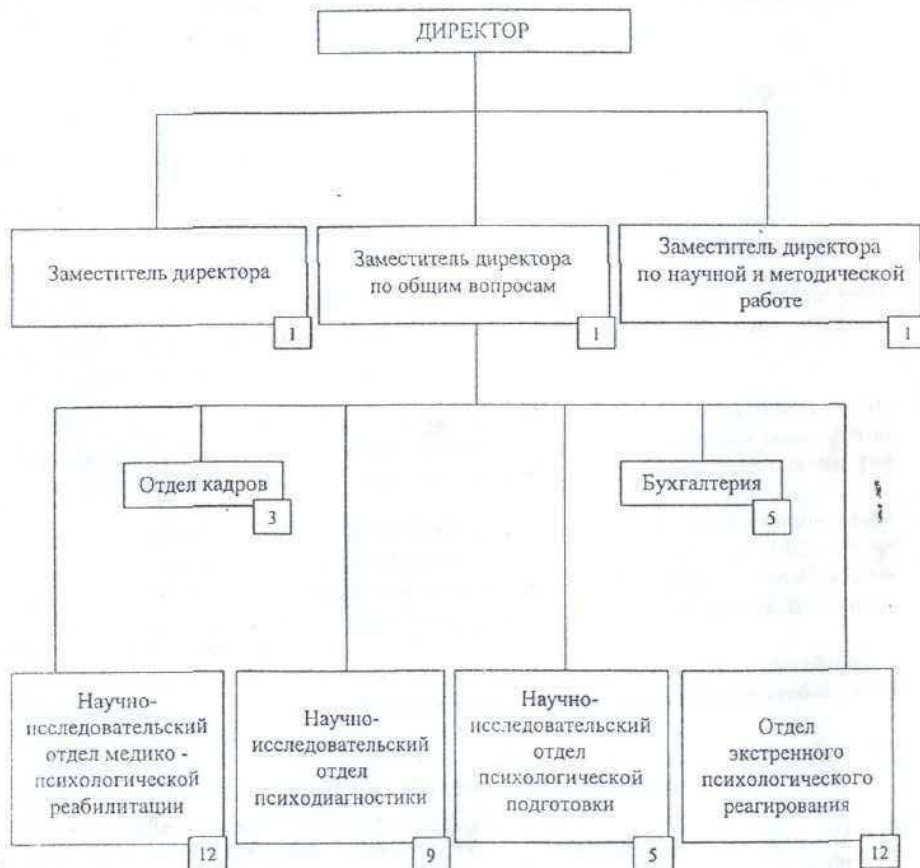 ДИРЕКТОР
Заместитель директора
1
Заместитель директора
по общим вопросам
1
Заместитель директора
по научной и методической
работе
1
Отдел кадров
3
Бухгалтерия
5
Научно-
исследовательский
отдел медико -
психологической
реабилитации
12
Научно-
исследовательский
отдел
психодиагностики
9
Научно-
исследовательский
отдел
психологической
подготовки
5
Отдел
экстренного
психологического
реагирования
12